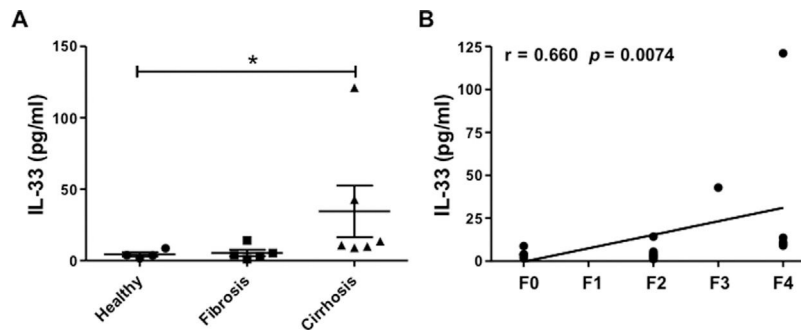 A
IL-33 (pg/ml)
150
100
50
0
*
Healthy
Fibrosis
Cirrhosis
B
IL-33 (pg/ml)
125
100
75
50
25
0
r = 0.660 p = 0.0074
F0 F1 F2 F3 F4